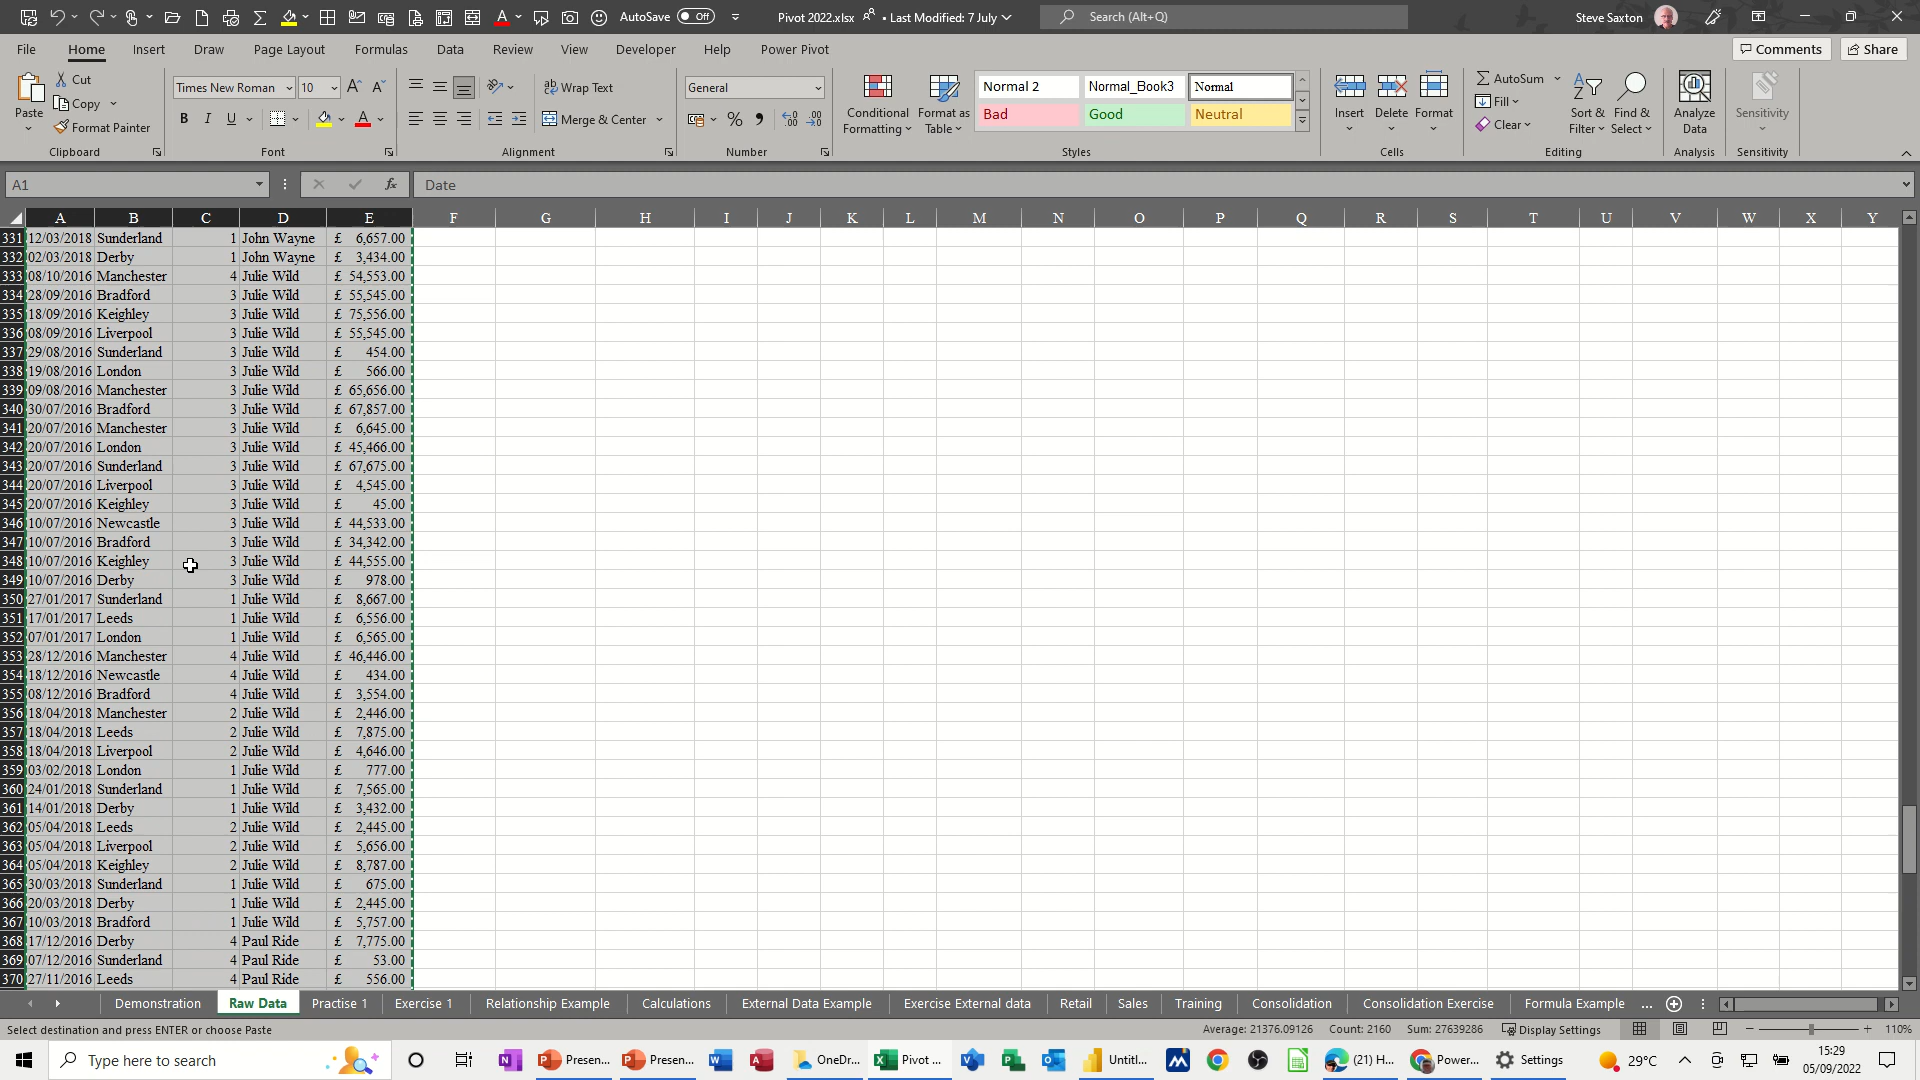 AutoSave Off Pivot 2022.xlsx • Last Modified: 7 July Search (Alt+Q) Steve Saxton
File Home Insert Draw Page Layout Formulas Data Review View Developer Help Power Pivot Comments Share
Paste Cut Copy Format Painter
Clipboard
Times New Roman 10
B I U
Font
Wrap Text
Merge & Center
Alignment
General
Number
Conditional Formatting Format as Table
Normal 2 Normal_Book3 Normal
Bad Good Neutral
Styles
Insert Delete Format
Cells
AutoSum Fill Clear
Sort & Filter Find & Select
Editing
Analyze Data
Analysis
Sensitivity
Sensitivity
A1 fx Date
A B C D E F G H I J K L M N O P Q R S T U V W X Y
331 12/03/2018 Sunderland 1 John Wayne £ 6,657.00
332 02/03/2018 Derby 1 John Wayne £ 3,434.00
333 08/10/2016 Manchester 4 Julie Wild £ 54,553.00
334 28/09/2016 Bradford 3 Julie Wild £ 55,545.00
335 18/09/2016 Keighley 3 Julie Wild £ 75,556.00
336 08/09/2016 Liverpool 3 Julie Wild £ 55,545.00
337 29/08/2016 Sunderland 3 Julie Wild £ 454.00
338 19/08/2016 London 3 Julie Wild £ 566.00
339 09/08/2016 Manchester 3 Julie Wild £ 65,656.00
340 30/07/2016 Bradford 3 Julie Wild £ 67,857.00
341 20/07/2016 Manchester 3 Julie Wild £ 6,645.00
342 20/07/2016 London 3 Julie Wild £ 45,466.00
343 20/07/2016 Sunderland 3 Julie Wild £ 67,675.00
344 20/07/2016 Liverpool 3 Julie Wild £ 4,545.00
345 20/07/2016 Keighley 3 Julie Wild £ 45.00
346 10/07/2016 Newcastle 3 Julie Wild £ 44,533.00
347 10/07/2016 Bradford 3 Julie Wild £ 34,342.00
348 10/07/2016 Keighley 3 Julie Wild £ 44,555.00
349 10/07/2016 Derby 3 Julie Wild £ 978.00
350 27/01/2017 Sunderland 1 Julie Wild £ 8,667.00
351 17/01/2017 Leeds 1 Julie Wild £ 6,556.00
352 07/01/2017 London 1 Julie Wild £ 6,565.00
353 28/12/2016 Manchester 4 Julie Wild £ 46,446.00
354 18/12/2016 Newcastle 4 Julie Wild £ 434.00
355 08/12/2016 Bradford 4 Julie Wild £ 3,554.00
356 18/04/2018 Manchester 2 Julie Wild £ 2,446.00
357 18/04/2018 Leeds 2 Julie Wild £ 7,875.00
358 18/04/2018 Liverpool 2 Julie Wild £ 4,646.00
359 03/02/2018 London 1 Julie Wild £ 777.00
360 24/01/2018 Sunderland 1 Julie Wild £ 7,565.00
361 14/01/2018 Derby 1 Julie Wild £ 3,432.00
362 05/04/2018 Leeds 2 Julie Wild £ 2,445.00
363 05/04/2018 Liverpool 2 Julie Wild £ 5,656.00
364 05/04/2018 Keighley 2 Julie Wild £ 8,787.00
365 30/03/2018 Sunderland 1 Julie Wild £ 675.00
366 20/03/2018 Derby 1 Julie Wild £ 2,445.00
367 10/03/2018 Bradford 1 Julie Wild £ 5,757.00
368 17/12/2016 Derby 4 Paul Ride £ 7,775.00
369 07/12/2016 Sunderland 4 Paul Ride £ 53.00
370 27/11/2016 Leeds 4 Paul Ride £ 556.00
Demonstration Raw Data Practise 1 Exercise 1 Relationship Example Calculations External Data Example Exercise External data Retail Sales Training Consolidation Consolidation Exercise Formula Example ...
Select destination and press ENTER or choose Paste Average: 21376.09126 Count: 2160 Sum: 27639286 Display Settings 110%
Type here to search Presen... Presen... OneDr... Pivot ... Untitl... (21) H... Power... Settings 29°C 15:29
05/09/2022